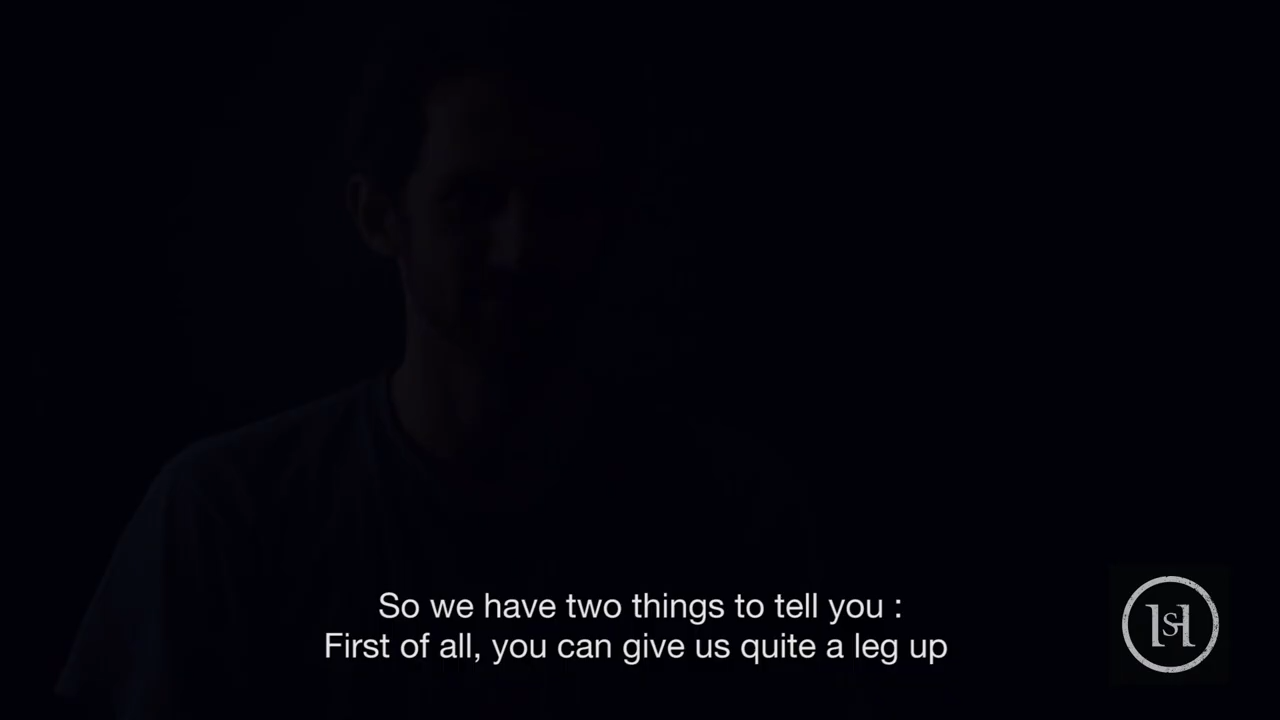 So we have two things to tell you :
First of all, you can give us quite a leg up